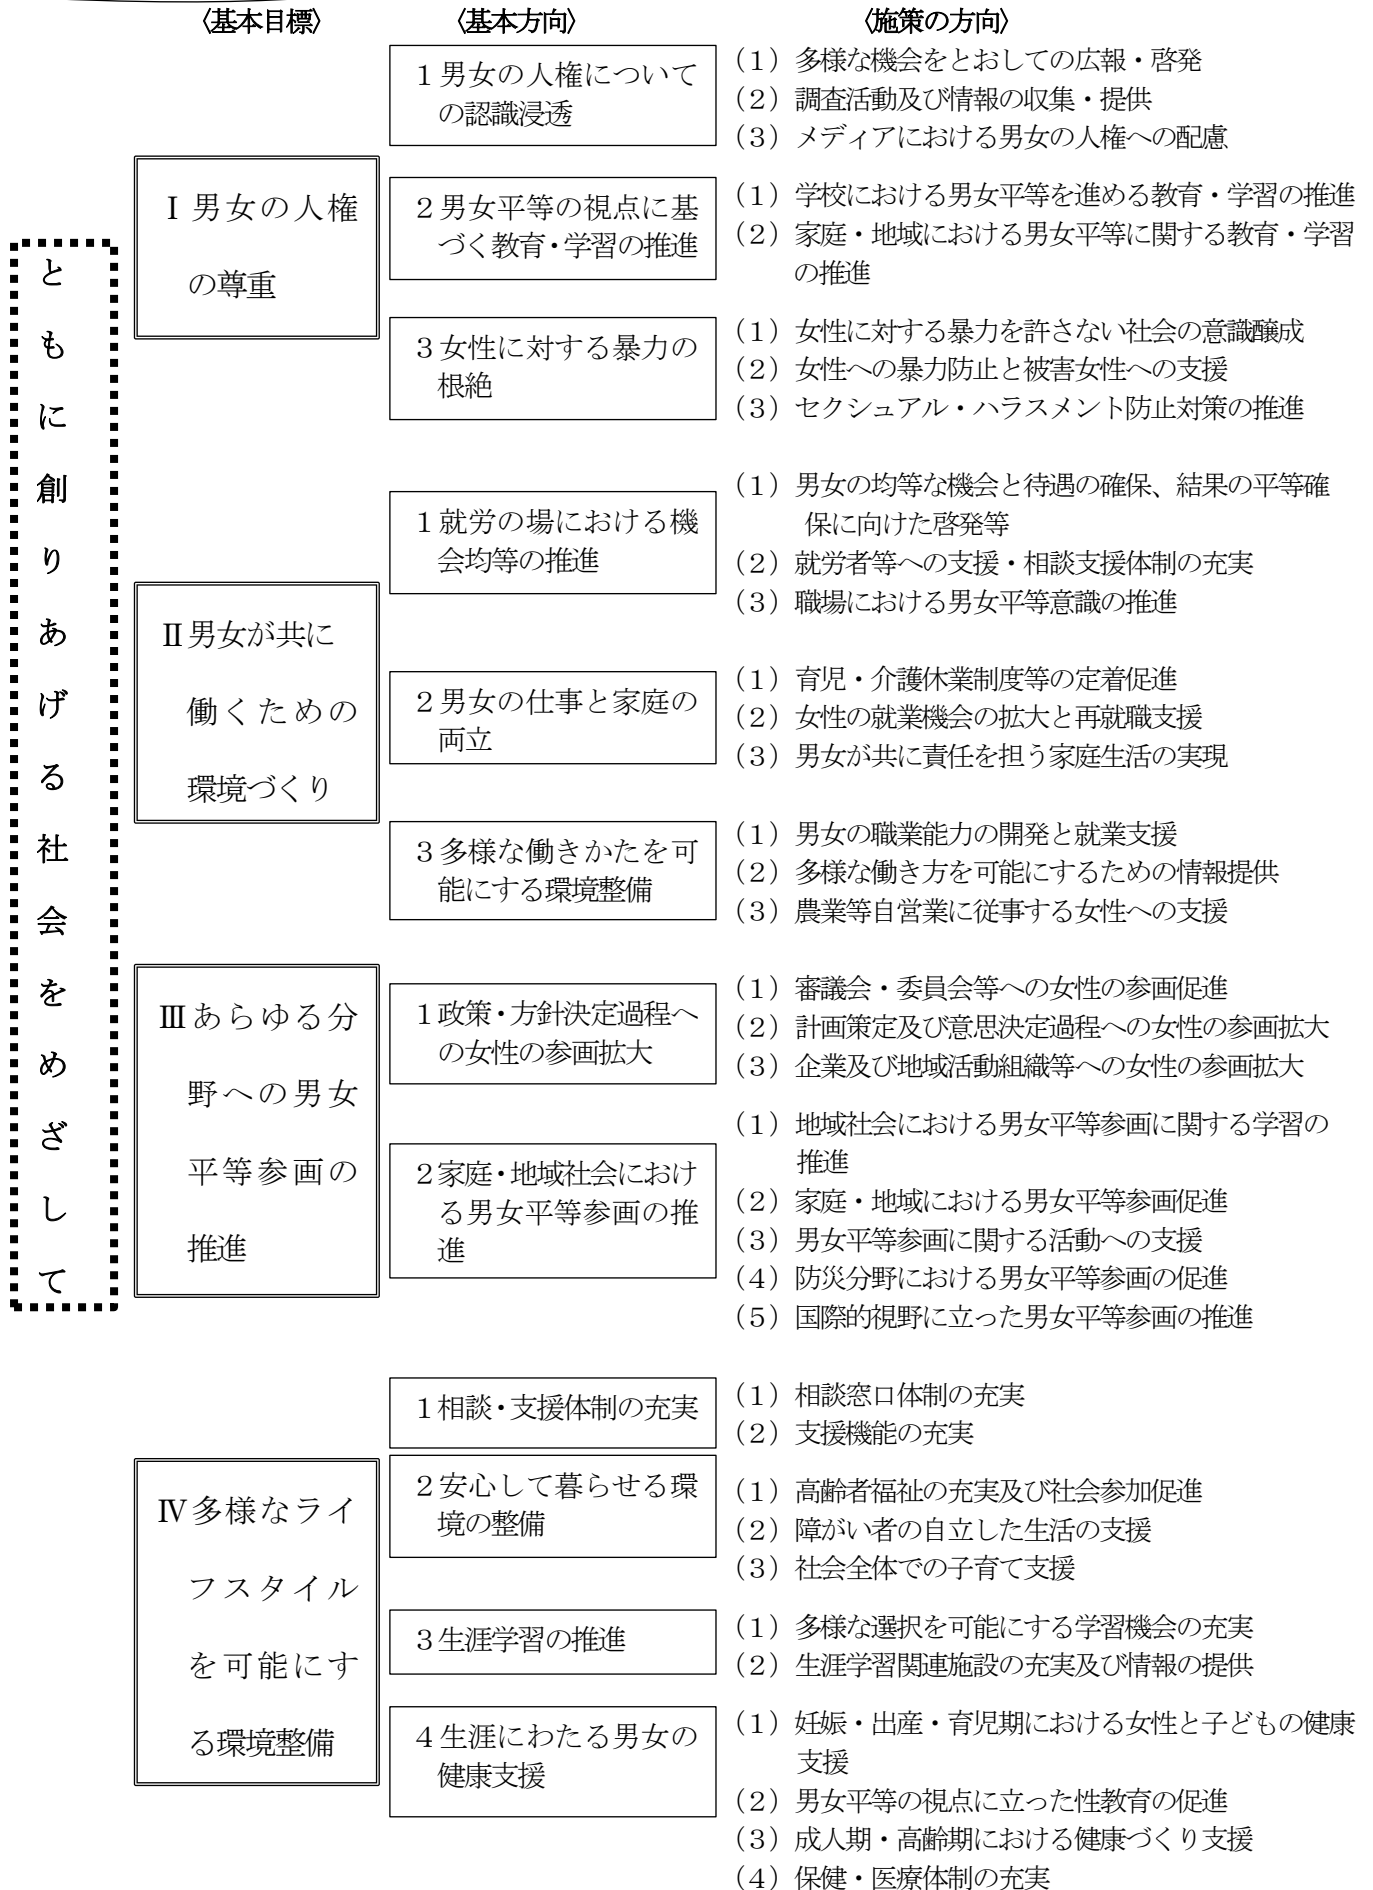 〈基本目標〉 〈基本方向〉 〈施策の方向〉
ともに創りあげる社会をめざして
Ⅰ男女の人権
の尊重
1男女の人権について
の認識浸透
（1）多様な機会をとおしての広報・啓発
（2）調査活動及び情報の収集・提供
（3）メディアにおける男女の人権への配慮
2男女平等の視点に基
づく教育・学習の推進
（1）学校における男女平等を進める教育・学習の推進
（2）家庭・地域における男女平等に関する教育・学習
の推進
3女性に対する暴力の
根絶
（1）女性に対する暴力を許さない社会の意識醸成
（2）女性への暴力防止と被害女性への支援
（3）セクシュアル・ハラスメント防止対策の推進
Ⅱ男女が共に
働くための
環境づくり
1就労の場における機
会均等の推進
（1）男女の均等な機会と待遇の確保、結果の平等確
保に向けた啓発等
（2）就労者等への支援・相談支援体制の充実
（3）職場における男女平等意識の推進
2男女の仕事と家庭の
両立
（1）育児・介護休業制度等の定着促進
（2）女性の就業機会の拡大と再就職支援
（3）男女が共に責任を担う家庭生活の実現
3多様な働きかたを可
能にする環境整備
（1）男女の職業能力の開発と就業支援
（2）多様な働き方を可能にするための情報提供
（3）農業等自営業に従事する女性への支援
Ⅲあらゆる分
野への男女
平等参画の
推進
1政策・方針決定過程へ
の女性の参画拡大
（1）審議会・委員会等への女性の参画促進
（2）計画策定及び意思決定過程への女性の参画拡大
（3）企業及び地域活動組織等への女性の参画拡大
2家庭・地域社会におけ
る男女平等参画の推
進
（1）地域社会における男女平等参画に関する学習の
推進
（2）家庭・地域における男女平等参画促進
（3）男女平等参画に関する活動への支援
（4）防災分野における男女平等参画の促進
（5）国際的視野に立った男女平等参画の推進
Ⅳ多様なライ
フスタイル
を可能にす
る環境整備
1相談・支援体制の充実
（1）相談窓口体制の充実
（2）支援機能の充実
2安心して暮らせる環
境の整備
（1）高齢者福祉の充実及び社会参加促進
（2）障がい者の自立した生活の支援
（3）社会全体での子育て支援
3生涯学習の推進
（1）多様な選択を可能にする学習機会の充実
（2）生涯学習関連施設の充実及び情報の提供
4生涯にわたる男女の
健康支援
（1）妊娠・出産・育児期における女性と子どもの健康
支援
（2）男女平等の視点に立った性教育の促進
（3）成人期・高齢期における健康づくり支援
（4）保健・医療体制の充実